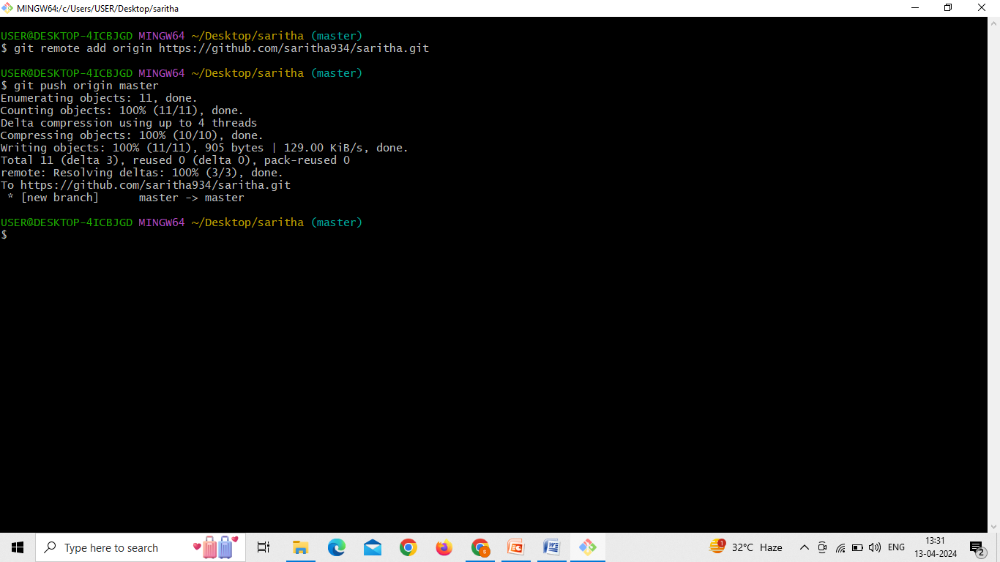 MINGW64:/c/Users/USER/Desktop/saritha
USER@DESKTOP-4ICBJGD MINGW64 ~/Desktop/saritha (master)
$ git remote add origin https://github.com/saritha934/saritha.git
USER@DESKTOP-4ICBJGD MINGW64 ~/Desktop/saritha (master)
$ git push origin master
Enumerating objects: 11, done.
Counting objects: 100% (11/11), done.
Delta compression using up to 4 threads
Compressing objects: 100% (10/10), done.
Writing objects: 100% (11/11), 905 bytes | 129.00 KiB/s, done.
Total 11 (delta 3), reused 0 (delta 0), pack-reused 0
remote: Resolving deltas: 100% (3/3), done.
To https://github.com/saritha934/saritha.git
 * [new branch]      master -> master
USER@DESKTOP-4ICBJGD MINGW64 ~/Desktop/saritha (master)
$
Type here to search
1
32°C Haze
ENG
13:31
13-04-2024
2